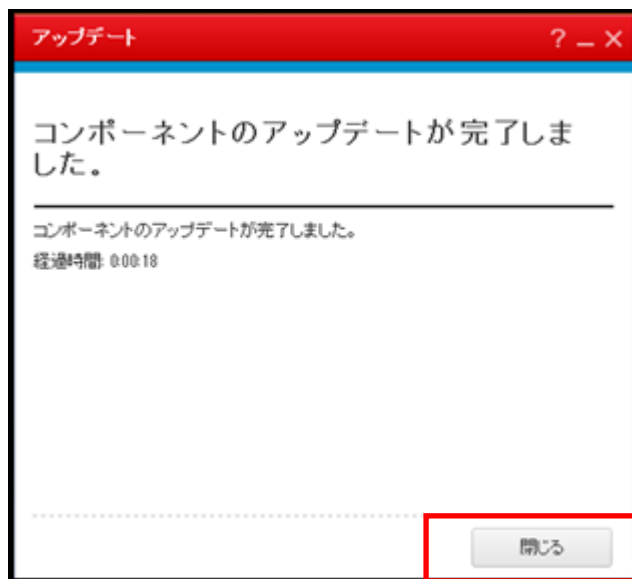 アップデート
コンポーネントのアップデートが完了しま
した。
コンポーネントのアップデートが完了しました。
経過時間: 0:00:18
閉じる